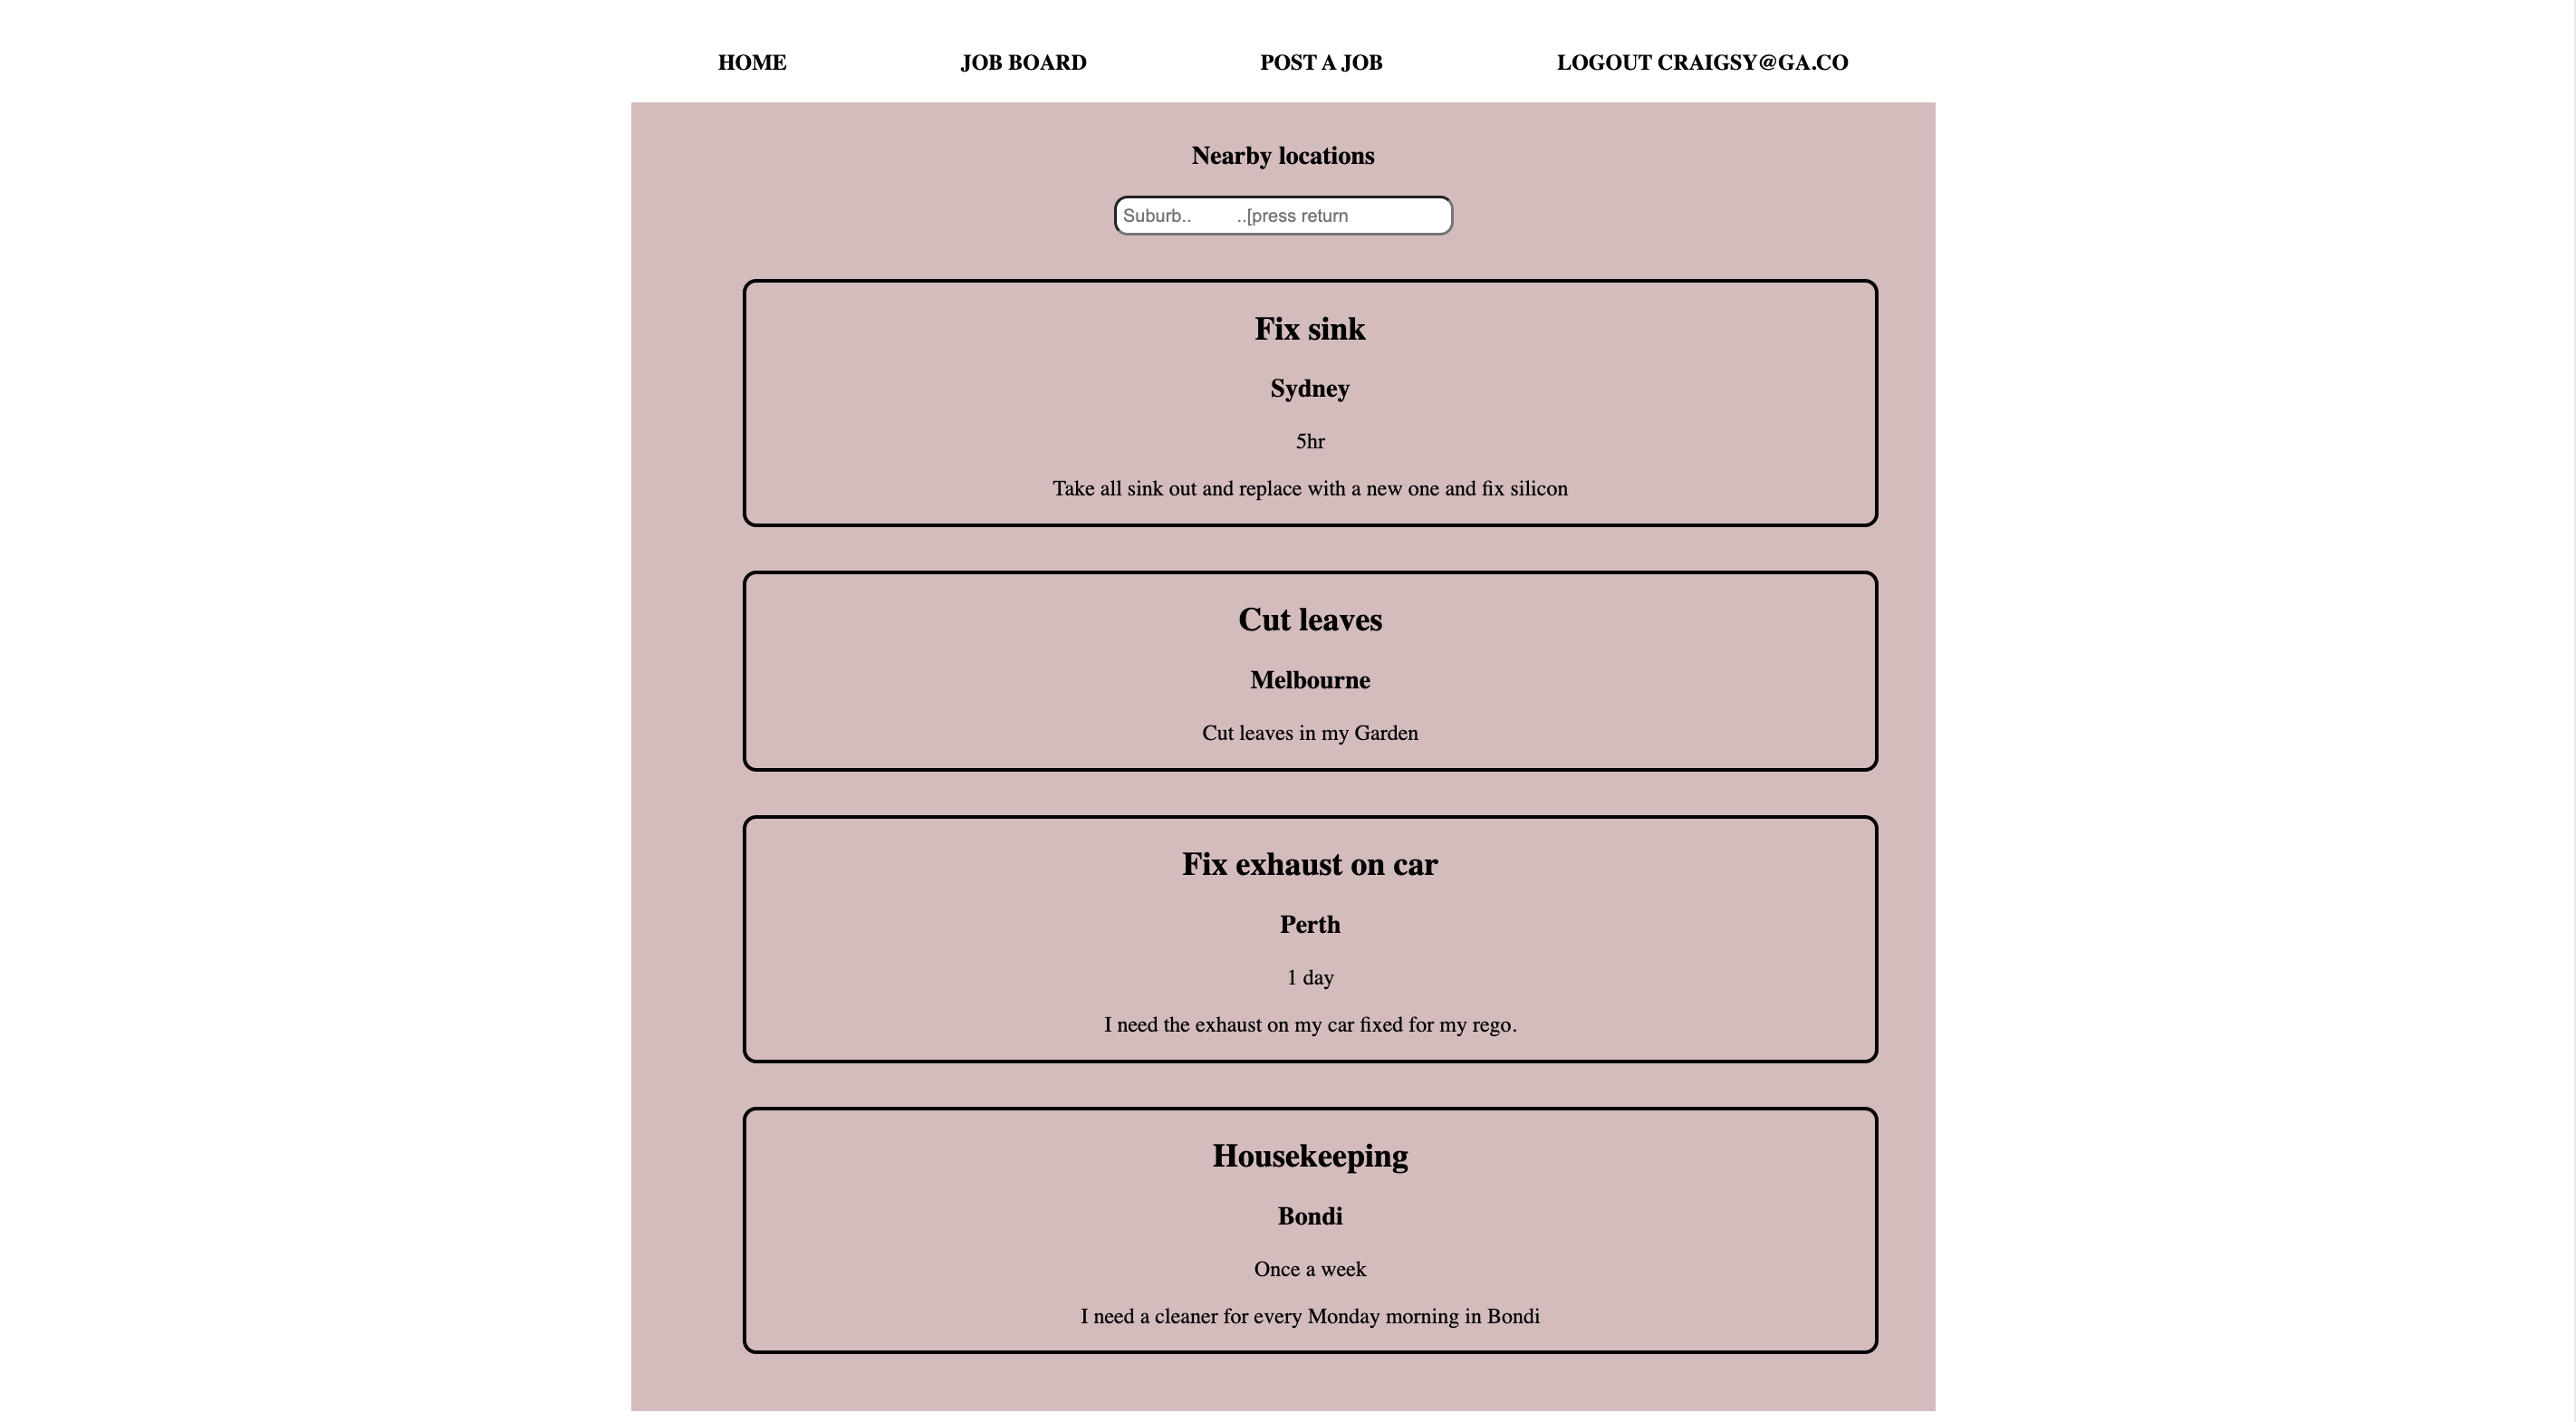 HOME JOB BOARD POST A JOB LOGOUT CRAIGSY@GA.CO
Nearby locations
Suburb.. ..[press return
Fix sink
Sydney
5hr
Take all sink out and replace with a new one and fix silicon
Cut leaves
Melbourne
Cut leaves in my Garden
Fix exhaust on car
Perth
1 day
I need the exhaust on my car fixed for my rego.
Housekeeping
Bondi
Once a week
I need a cleaner for every Monday morning in Bondi